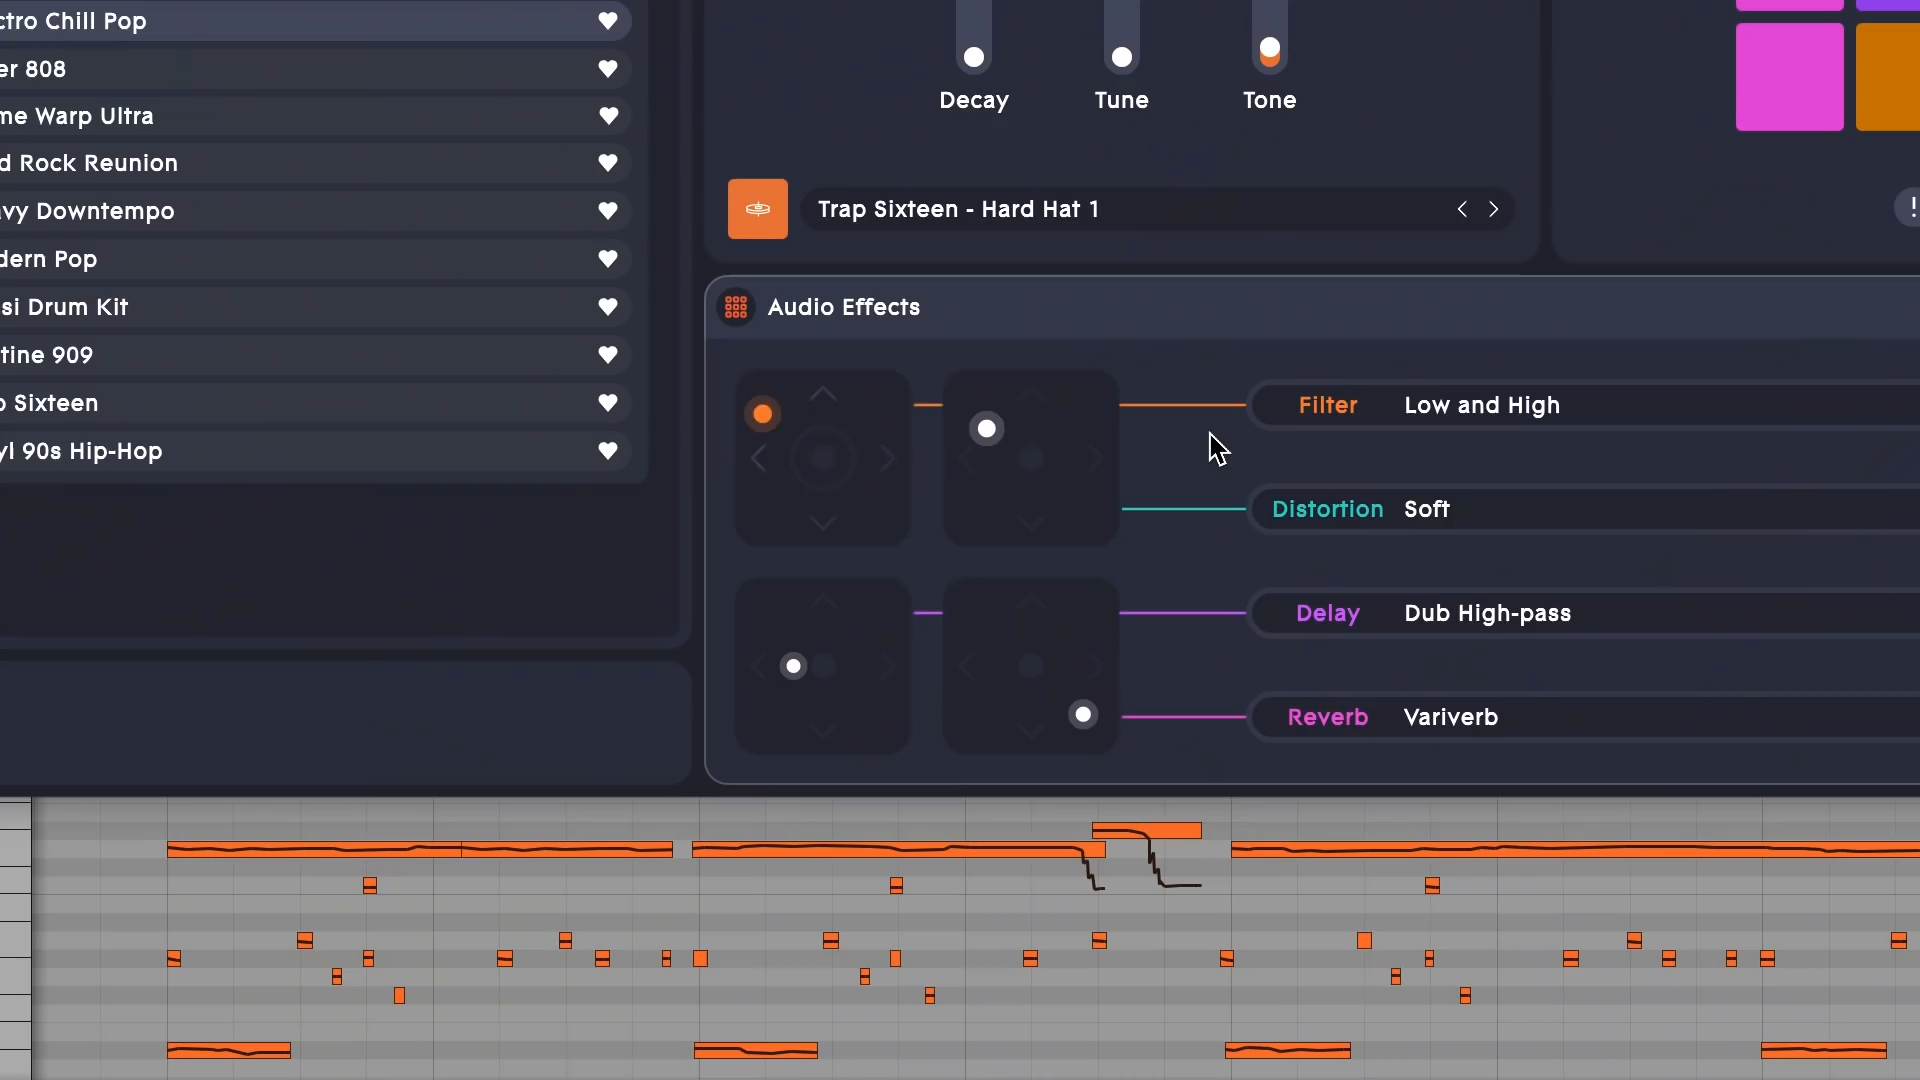 ctro Chill Pop
er 808
me Warp Ultra
d Rock Reunion
avy Downtempo
dern Pop
si Drum Kit
tine 909
p Sixteen
yl 90s Hip-Hop
Decay
Tune
Tone
Trap Sixteen - Hard Hat 1
!
Audio Effects
Filter Low and High
Distortion Soft
Delay Dub High-pass
Reverb Variverb